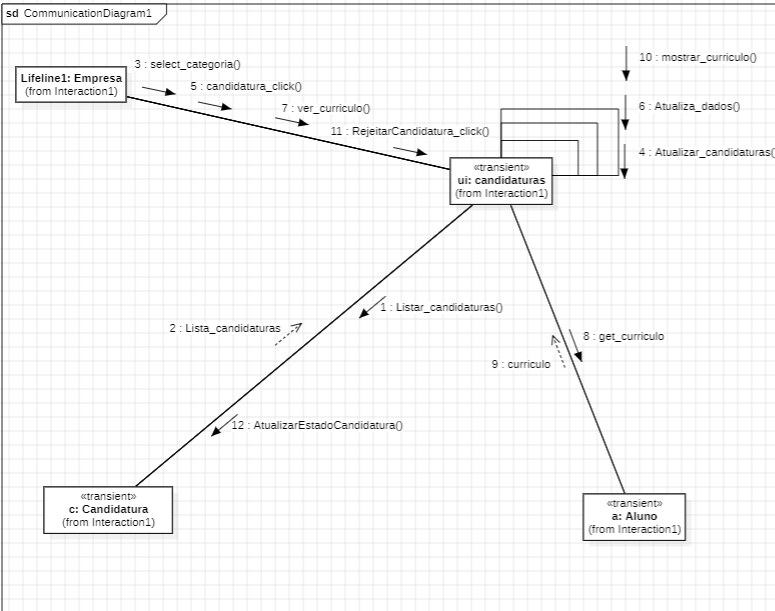 sd CommunicationDiagram1
3 : select_categoria()
10 : mostrar_curriculo()
Lifeline1: Empresa
(from Interaction1)
5 : candidatura_click()
7 : ver_curriculo()
6 : Atualiza_dados()
11 : RejeitarCandidatura_click()
4 : Atualizar_candidaturas(
«transient»
ui: candidaturas
(from Interaction1)
1 : Listar_candidaturas()
2 : Lista_candidaturas
8 : get_curriculo
9 : curriculo
12 : AtualizarEstadoCandidatura()
«transient»
c: Candidatura
(from Interaction1)
«transient»
a: Aluno
(from Interaction1)